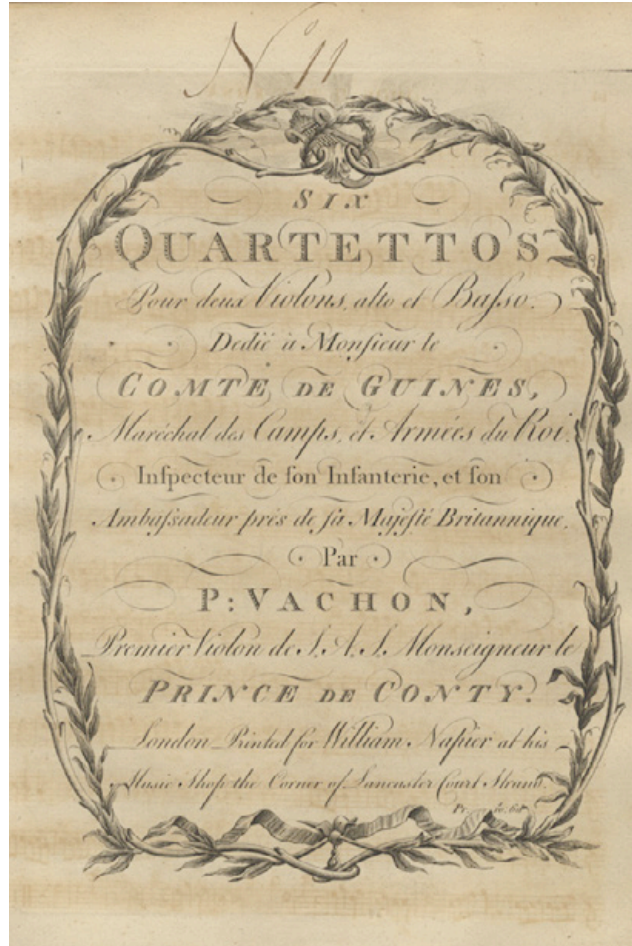 N° 11
SIX
QUARTETTOS
Pour deux Violons, alto et Baſso.
Dedié à Monſieur le
COMTE DE GUINES,
Maréchal des Camps, et Armées du Roi,
Inſpecteur de ſon Infanterie, et ſon
Ambaſsadeur près de ſa Majeſté Britannique,
Par
P: VACHON,
Premier Violon de S. A. S. Monseigneur le
PRINCE DE CONTY.
London Printed for William Napier at his
Music Shop the Corner of Lancaster Court Strand.
Pr. 10.6d